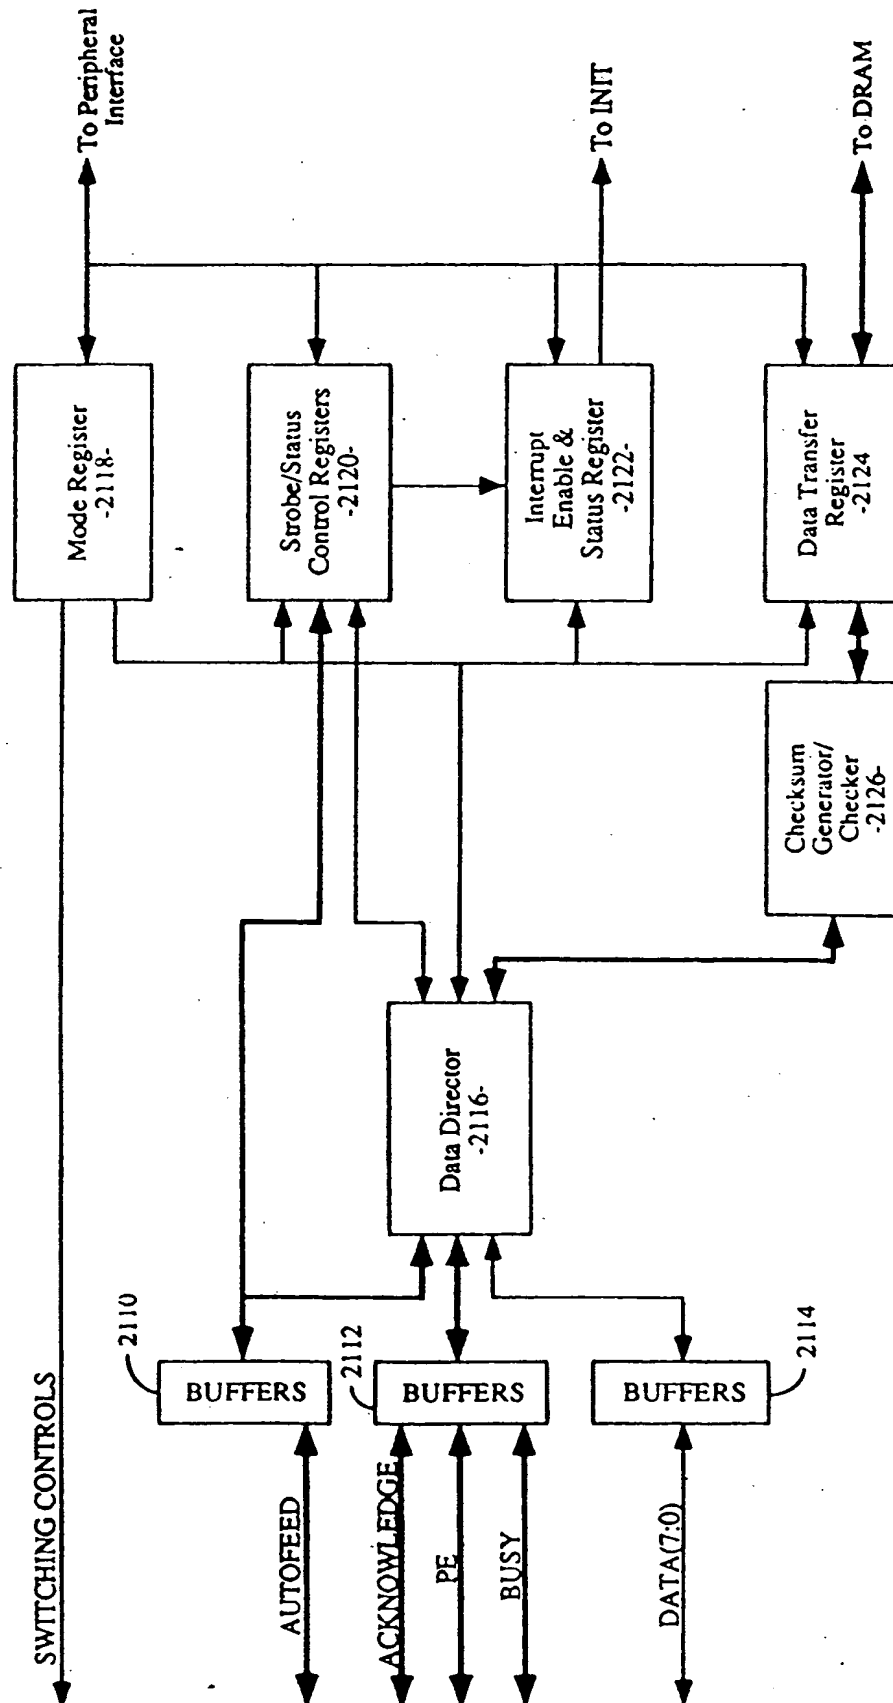 SWITCHING CONTROLS
AUTOFEED
ACKNOWLEDGE
PE
BUSY
DATA(7:0)
2110
BUFFERS
2112
BUFFERS
BUFFERS
2114
Data Director
-2116-
Mode Register
-2118-
Strobe/Status
Control Registers
-2120-
Interrupt
Enable &
Status Register
-2122-
Data Transfer
Register
-2124
Checksum
Generator/
Checker
-2126-
To Peripheral
Interface
To INIT
To DRAM